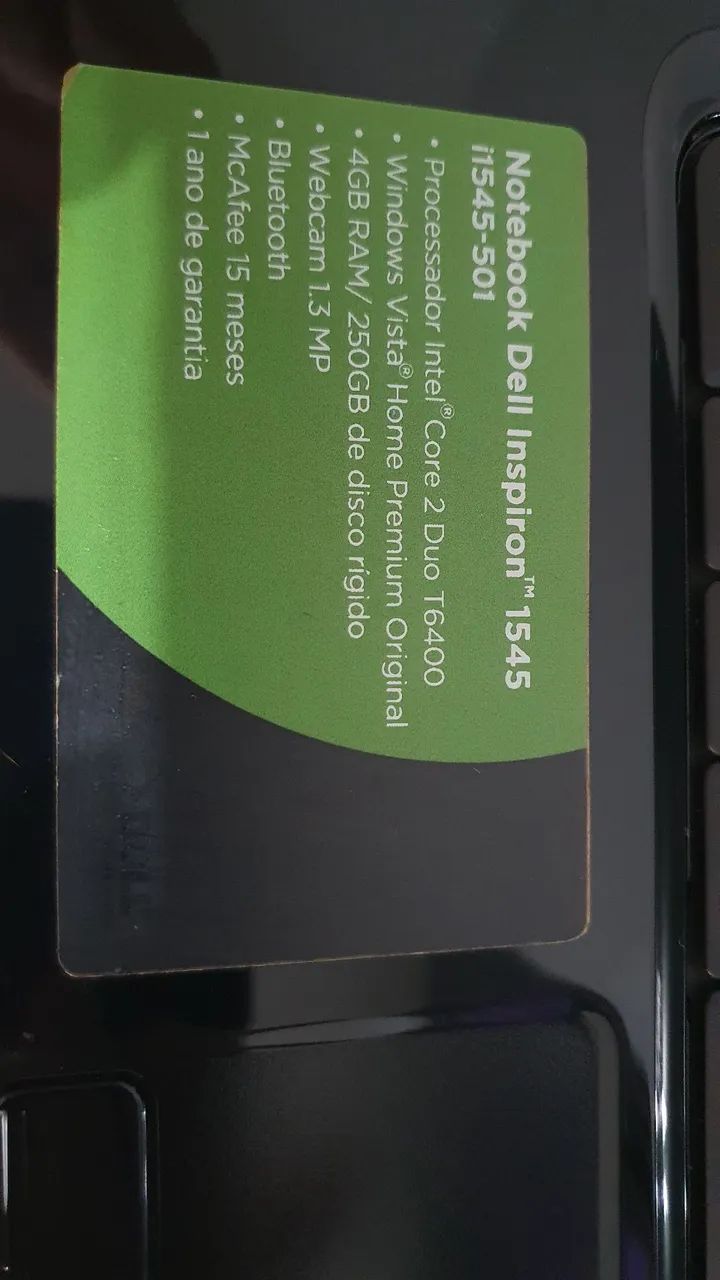 Notebook Dell Inspiron™ 1545
i1545-501
• Processador Intel® Core 2 Duo T6400
• Windows Vista® Home Premium Original
• 4GB RAM/ 250GB de disco rígido
• Webcam 1.3 MP
• Bluetooth
• McAfee 15 meses
• 1 ano de garantia